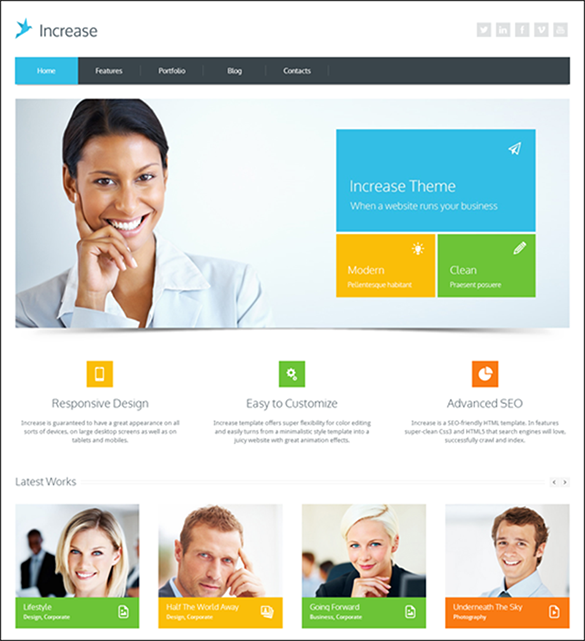 Increase
Home Features Portfolio Blog Contacts
Increase Theme
When a website runs your business
Modern
Pellentesque habitant
Clean
Praesent posuere
Responsive Design
Increase is guaranteed to have a great appearance on all
sorts of devices, on large desktop screens as well as on
tablets and mobiles.
Easy to Customize
Increase template offers super flexibility for color editing
and easily turns from a minimalistic style template into a
juicy website with great animation effects.
Advanced SEO
Increase is a SEO-friendly HTML template. In features
super-clean Css3 and HTML5 that search engines will love,
successfully crawl and index.
Latest Works
Lifestyle
Design, Corporate
Half The World Away
Design, Corporate
Going Forward
Business, Corporate
Underneath The Sky
Photography